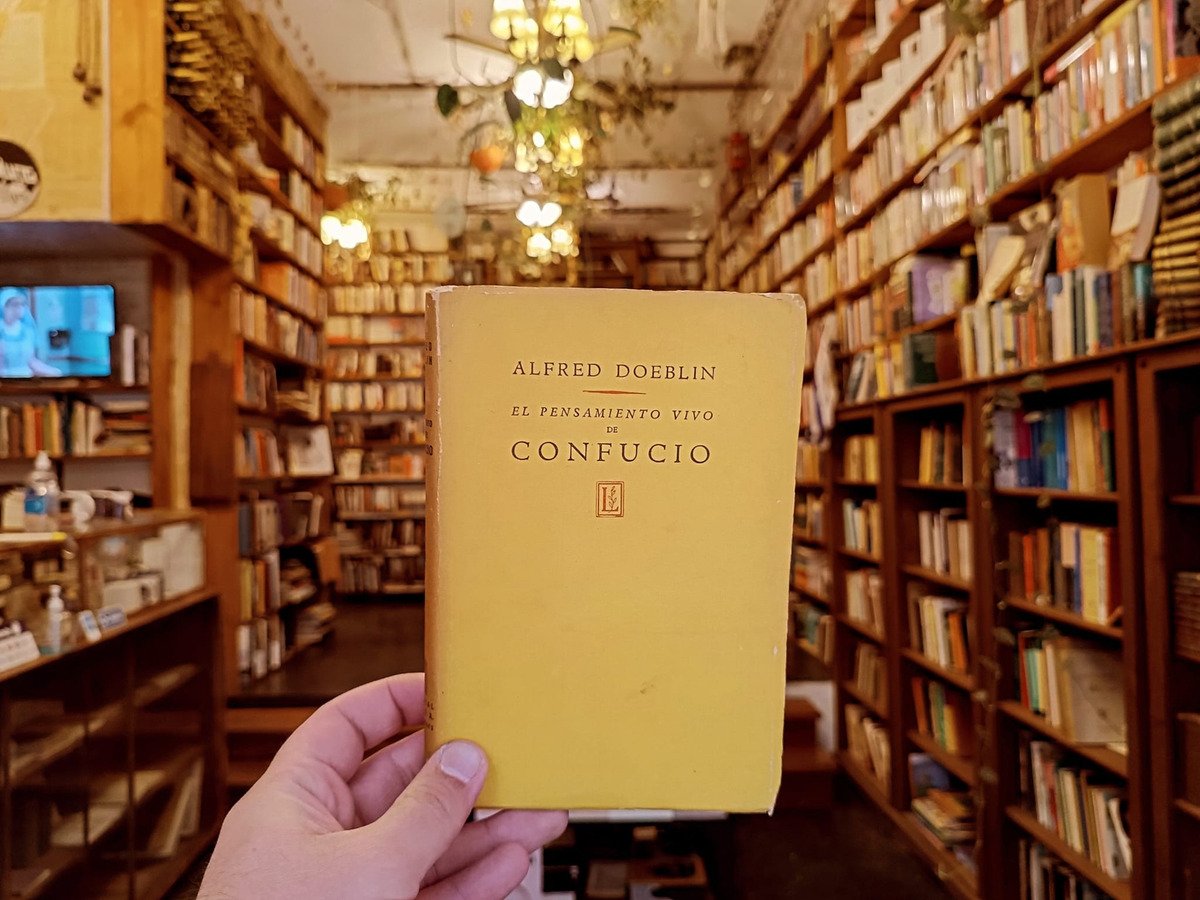 ALFRED DOEBLIN
EL PENSAMIENTO VIVO
DE
CONFUCIO